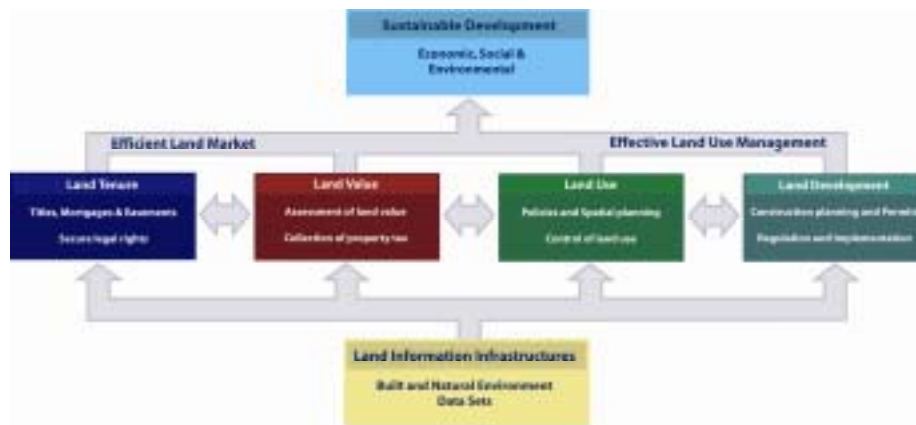 Sustainable Development
Economic, Social &
Environmental
Efficient Land Market
Effective Land Use Management
Land Tenure
Titles, Mortgages & Easements
Secure legal rights
Land Value
Assessment of land value
Collection of property tax
Land Use
Policies and Spatial planning
Control of land use
Land Development
Construction planning and Permits
Regulation and Implementation
Land Information Infrastructures
Built and Natural Environment
Data Sets